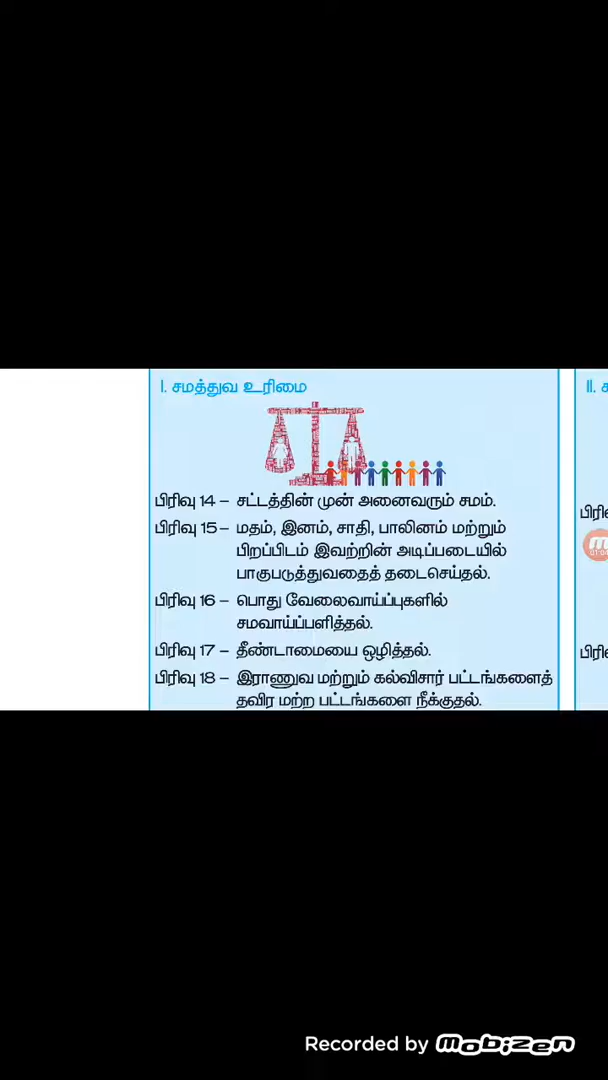 I. சமத்துவ உரிமை
II. ச
பிரிவு 14 – சட்டத்தின் முன் அனைவரும் சமம்.
பிரிவு 15 – மதம், இனம், சாதி, பாலினம் மற்றும்
பிறப்பிடம் இவற்றின் அடிப்படையில்
பாகுபடுத்துவதைத் தடைசெய்தல்.
பிரிவு 16 – பொது வேலைவாய்ப்புகளில்
சமவாய்ப்பளித்தல்.
பிரிவு 17 – தீண்டாமையை ஒழித்தல்.
பிரிவு 18 – இராணுவ மற்றும் கல்விசார் பட்டங்களைத்
தவிர மற்ற பட்டங்களை நீக்குதல்.
பிரி
பிரி
Recorded by mobizen